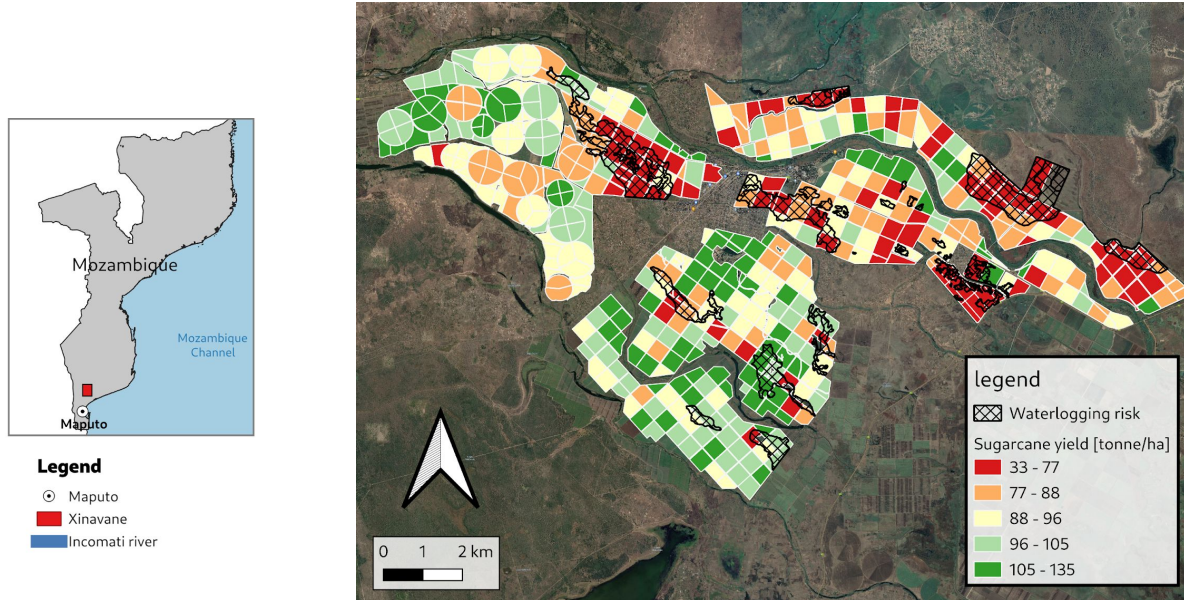 Mozambique
Mozambique
Channel
Maputo
Legend
Maputo
Xinavane
Incomati river
0 1 2 km
legend
Waterlogging risk
Sugarcane yield [tonne/ha]
33 - 77
77 - 88
88 - 96
96 - 105
105 - 135